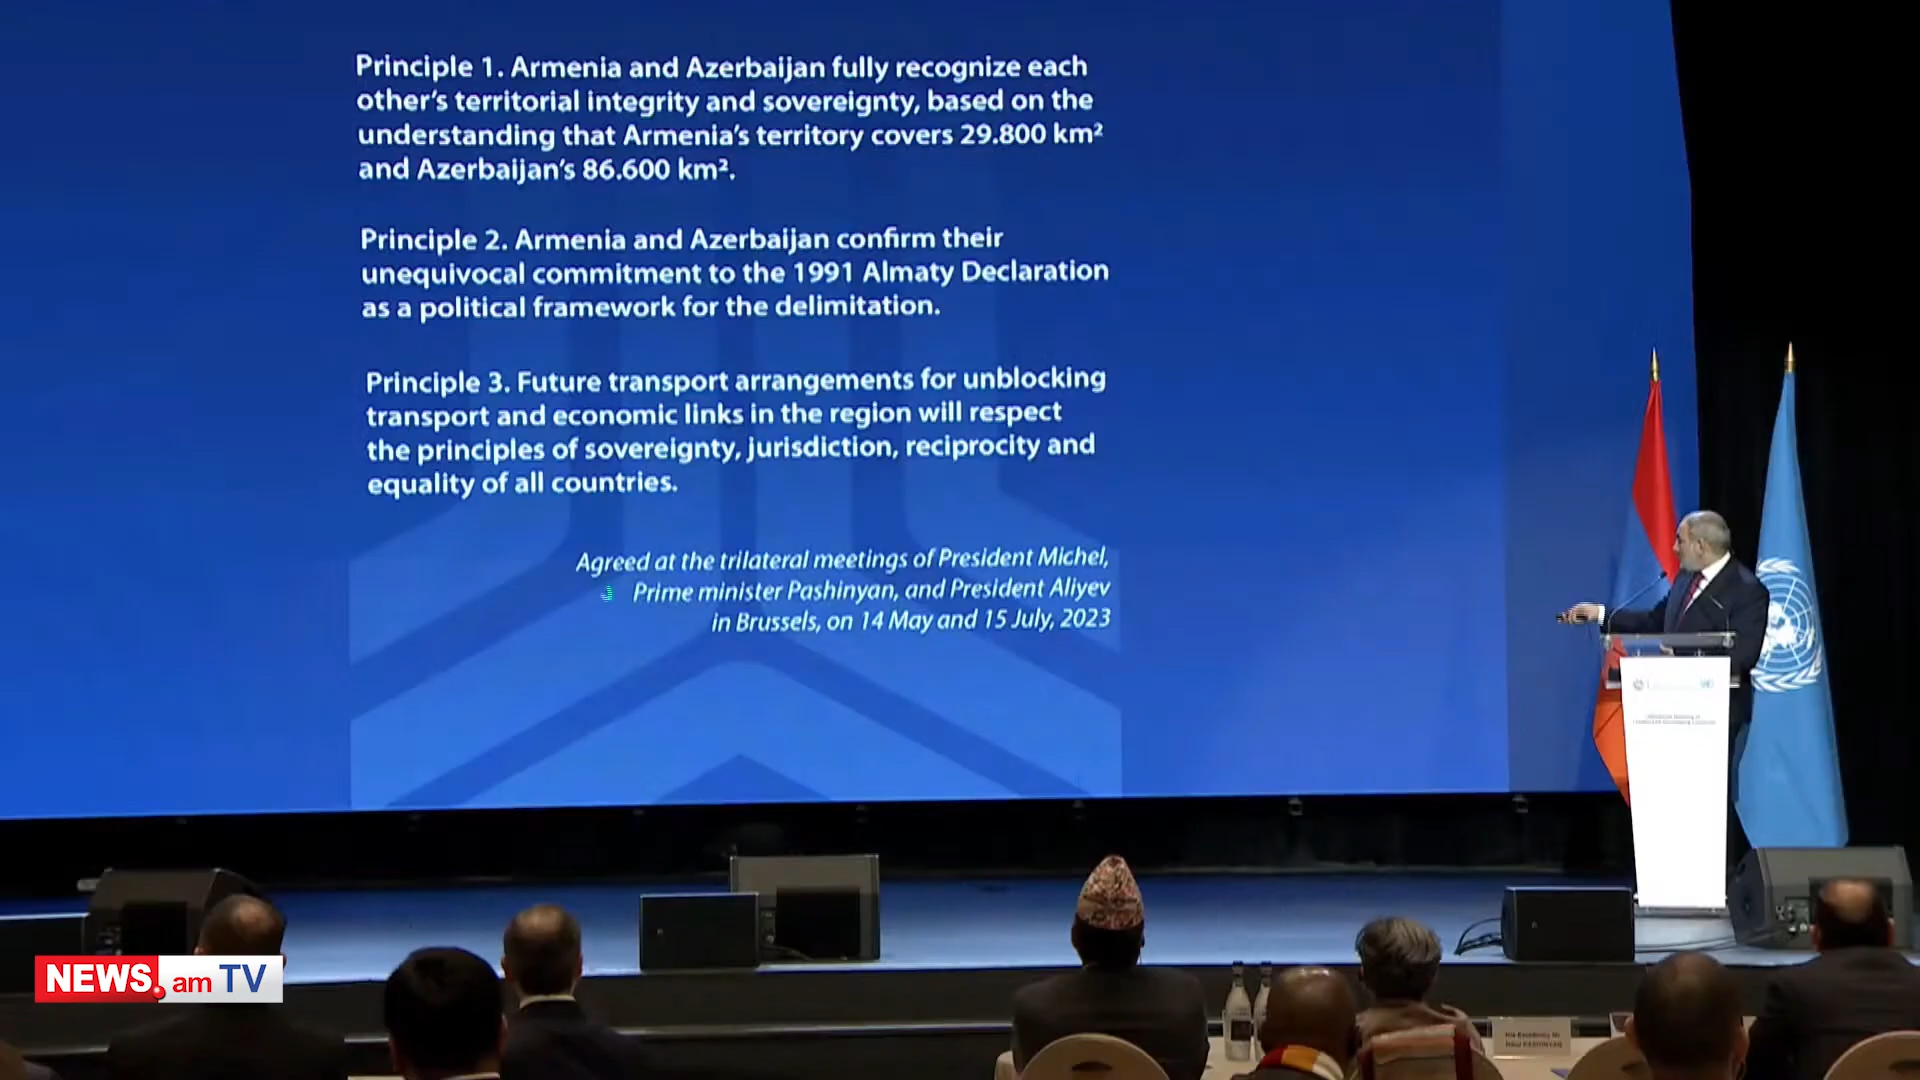 Principle 1. Armenia and Azerbaijan fully recognize each
other's territorial integrity and sovereignty, based on the
understanding that Armenia's territory covers 29.800 km²
and Azerbaijan's 86.600 km².
Principle 2. Armenia and Azerbaijan confirm their
unequivocal commitment to the 1991 Almaty Declaration
as a political framework for the delimitation.
Principle 3. Future transport arrangements for unblocking
transport and economic links in the region will respect
the principles of sovereignty, jurisdiction, reciprocity and
equality of all countries.
Agreed at the trilateral meetings of President Michel,
Prime minister Pashinyan, and President Aliyev
in Brussels, on 14 May and 15 July, 2023
NEWS.am TV